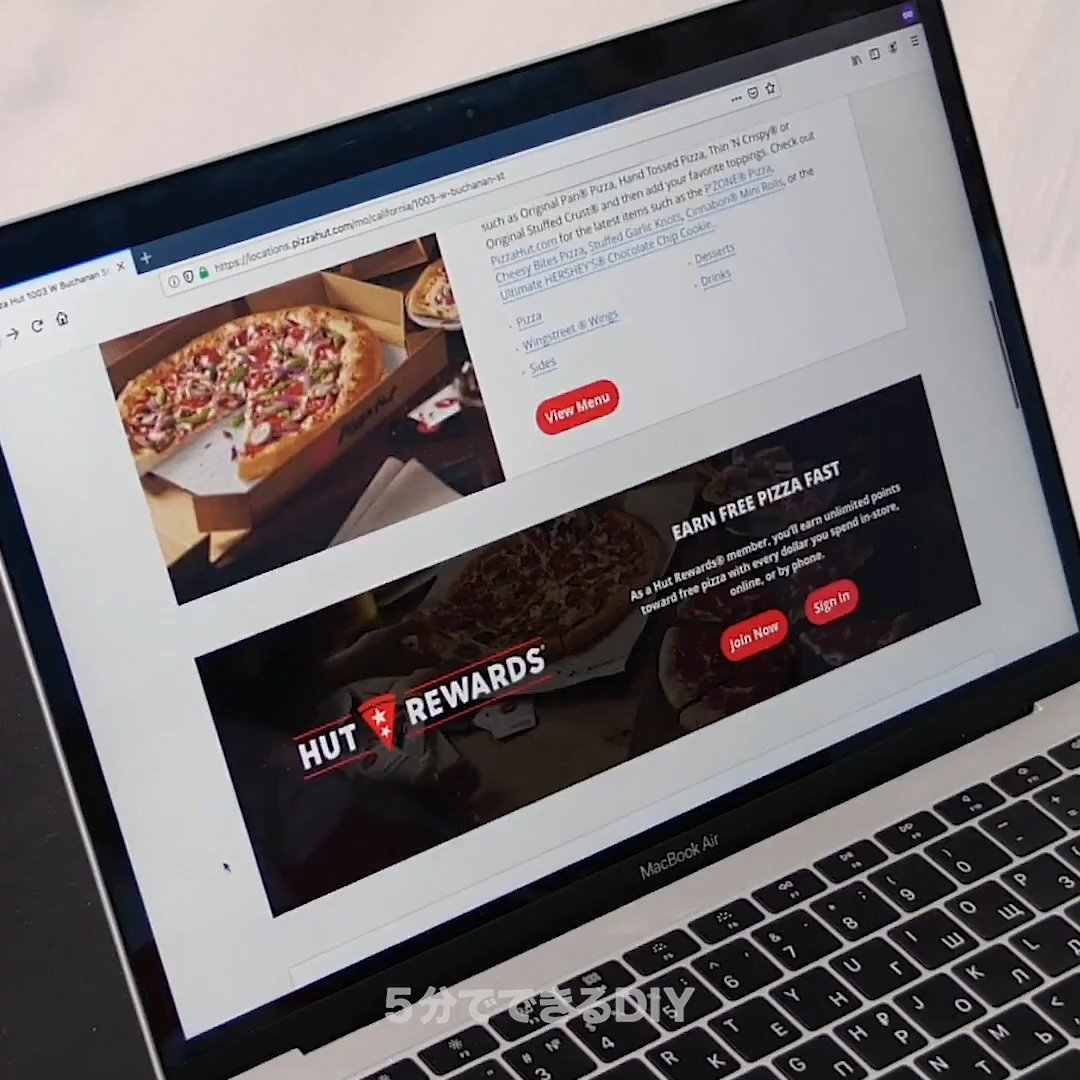 za Hut 1003 W Buchanan St
https://locations.pizzahut.com/mo/california/1003-w-buchanan-st
such as Original Pan® Pizza, Hand Tossed Pizza, Thin 'N Crispy® or
Original Stuffed Crust® and then add your favorite toppings. Check out
PizzaHut.com for the latest items such as the P'ZONE® Pizza,
Cheesy Bites Pizza, Stuffed Garlic Knots, Cinnabon® Mini Rolls, or the
Ultimate HERSHEY'S® Chocolate Chip Cookie.
Pizza
Wingstreet ® Wings
Sides
Desserts
Drinks
View Menu
EARN FREE PIZZA FAST
As a Hut Rewards® member, you'll earn unlimited points
toward free pizza with every dollar you spend in-store,
online, or by phone.
Join Now
Sign In
HUT REWARDS
MacBook Air
5分でできるDIY